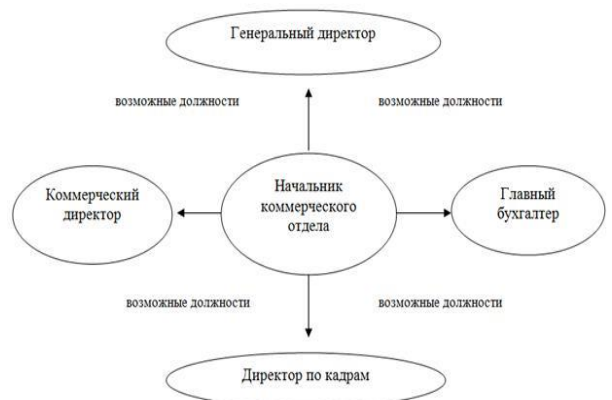 Генеральный директор
возможные должности
возможные должности
Коммерческий
директор
Начальник
коммерческого
отдела
Главный
бухгалтер
возможные должности
возможные должности
Директор по кадрам